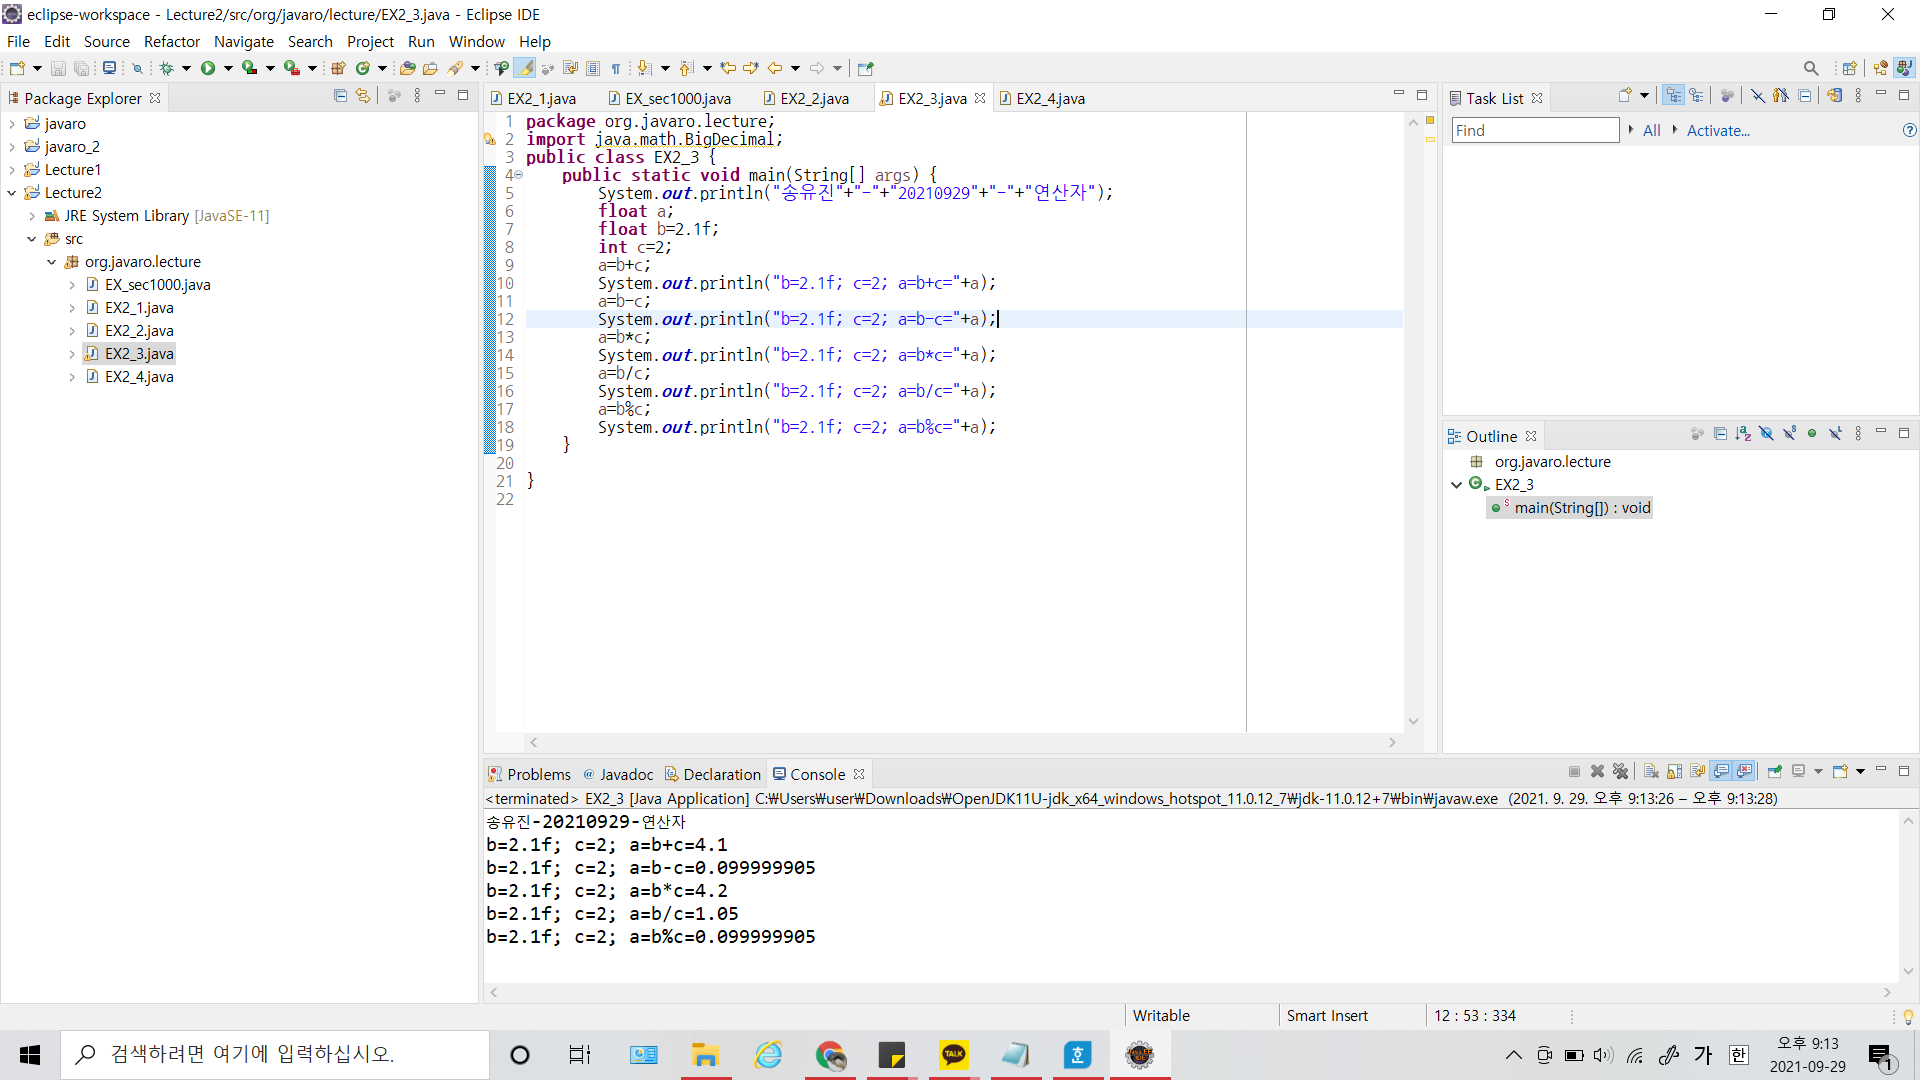 eclipse-workspace - Lecture2/src/org/javaro/lecture/EX2_3.java - Eclipse IDE
File Edit Source Refactor Navigate Search Project Run Window Help
Package Explorer
javaro
javaro_2
Lecture1
Lecture2
JRE System Library [JavaSE-11]
src
org.javaro.lecture
EX_sec1000.java
EX2_1.java
EX2_2.java
EX2_3.java
EX2_4.java
EX2_1.java EX_sec1000.java EX2_2.java EX2_3.java EX2_4.java
1 package org.javaro.lecture;
2 import java.math.BigDecimal;
3 public class EX2_3 {
4 public static void main(String[] args) {
5 System.out.println("송유진"+"-"+"20210929"+"-"+"연산자");
6 float a;
7 float b=2.1f;
8 int c=2;
9 a=b+c;
10 System.out.println("b=2.1f; c=2; a=b+c="+a);
11 a=b-c;
12 System.out.println("b=2.1f; c=2; a=b-c="+a);
13 a=b*c;
14 System.out.println("b=2.1f; c=2; a=b*c="+a);
15 a=b/c;
16 System.out.println("b=2.1f; c=2; a=b/c="+a);
17 a=b%c;
18 System.out.println("b=2.1f; c=2; a=b%c="+a);
19 }
20
21 }
22
Task List
Find All Activate...
Outline
org.javaro.lecture
EX2_3
main(String[]) : void
Problems @ Javadoc Declaration Console
<terminated> EX2_3 [Java Application] C:₩Users₩user₩Downloads₩OpenJDK11U-jdk_x64_windows_hotspot_11.0.12_7₩jdk-11.0.12+7₩bin₩javaw.exe (2021. 9. 29. 오후 9:13:26 – 오후 9:13:28)
송유진-20210929-연산자
b=2.1f; c=2; a=b+c=4.1
b=2.1f; c=2; a=b-c=0.099999905
b=2.1f; c=2; a=b*c=4.2
b=2.1f; c=2; a=b/c=1.05
b=2.1f; c=2; a=b%c=0.099999905
Writable Smart Insert 12 : 53 : 334
검색하려면 여기에 입력하십시오.
TALK
호
가 한
오후 9:13
2021-09-29
1